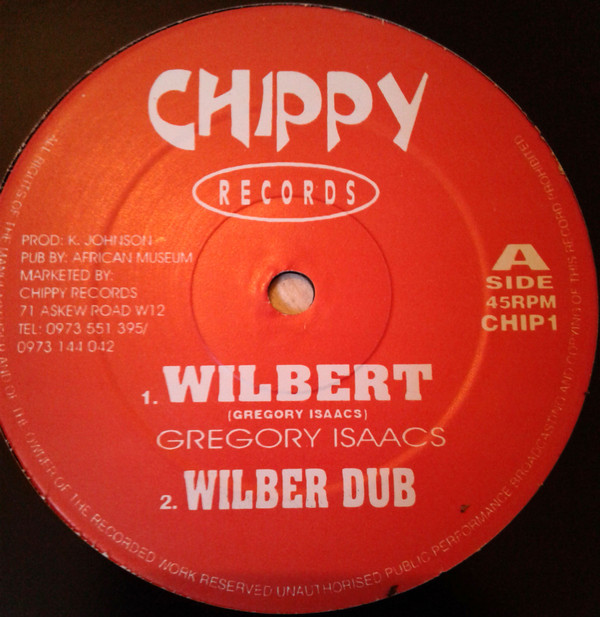 CHIPPY
RECORDS
PROD: K. JOHNSON
PUB BY: AFRICAN MUSEUM
MARKETED BY:
CHIPPY RECORDS
71 ASKEW ROAD W12
TEL: 0973 551 395/
0973 144 042
A
SIDE
45RPM
CHIP1
1. WILBERT
(GREGORY ISAACS)
GREGORY ISAACS
2. WILBER DUB
ALL RIGHTS OF THE MANUFACTURER AND OF THE OWNER OF THE RECORDED WORK RESERVED UNAUTHORISED PUBLIC PERFORMANCE BROADCASTING AND COPYING OF THIS RECORD PROHIBITED